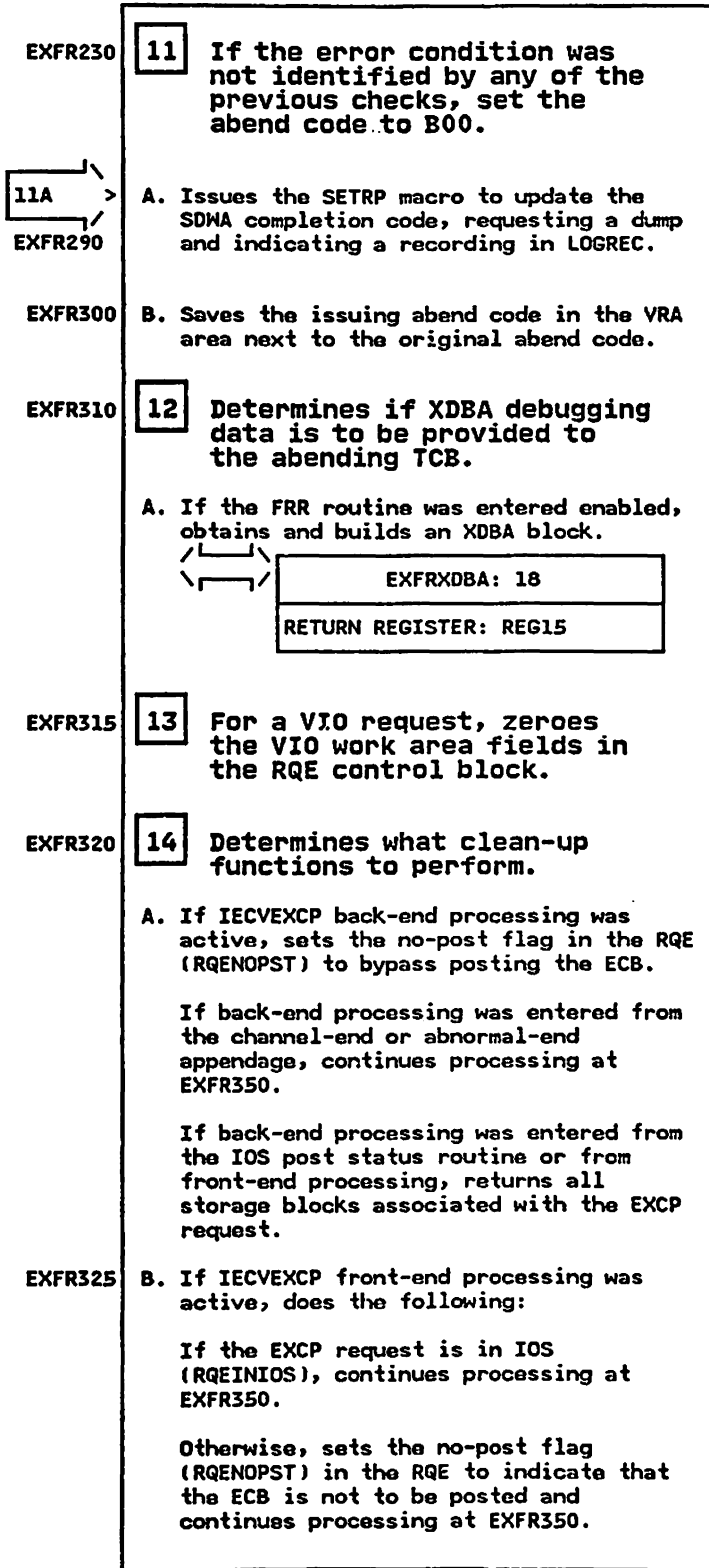 EXFR230 11 If the error condition was
not identified by any of the
previous checks, set the
abend code to B00.
11A > A. Issues the SETRP macro to update the
SDWA completion code, requesting a dump
EXFR290 and indicating a recording in LOGREC.
EXFR300 B. Saves the issuing abend code in the VRA
area next to the original abend code.
EXFR310 12 Determines if XDBA debugging
data is to be provided to
the abending TCB.
A. If the FRR routine was entered enabled,
obtains and builds an XDBA block.
EXFRXDBA: 18
RETURN REGISTER: REG15
EXFR315 13 For a VIO request, zeroes
the VIO work area fields in
the RQE control block.
EXFR320 14 Determines what clean-up
functions to perform.
A. If IECVEXCP back-end processing was
active, sets the no-post flag in the RQE
(RQENOPST) to bypass posting the ECB.
If back-end processing was entered from
the channel-end or abnormal-end
appendage, continues processing at
EXFR350.
If back-end processing was entered from
the IOS post status routine or from
front-end processing, returns all
storage blocks associated with the EXCP
request.
EXFR325 B. If IECVEXCP front-end processing was
active, does the following:
If the EXCP request is in IOS
(RQEINIOS), continues processing at
EXFR350.
Otherwise, sets the no-post flag
(RQENOPST) in the RQE to indicate that
the ECB is not to be posted and
continues processing at EXFR350.